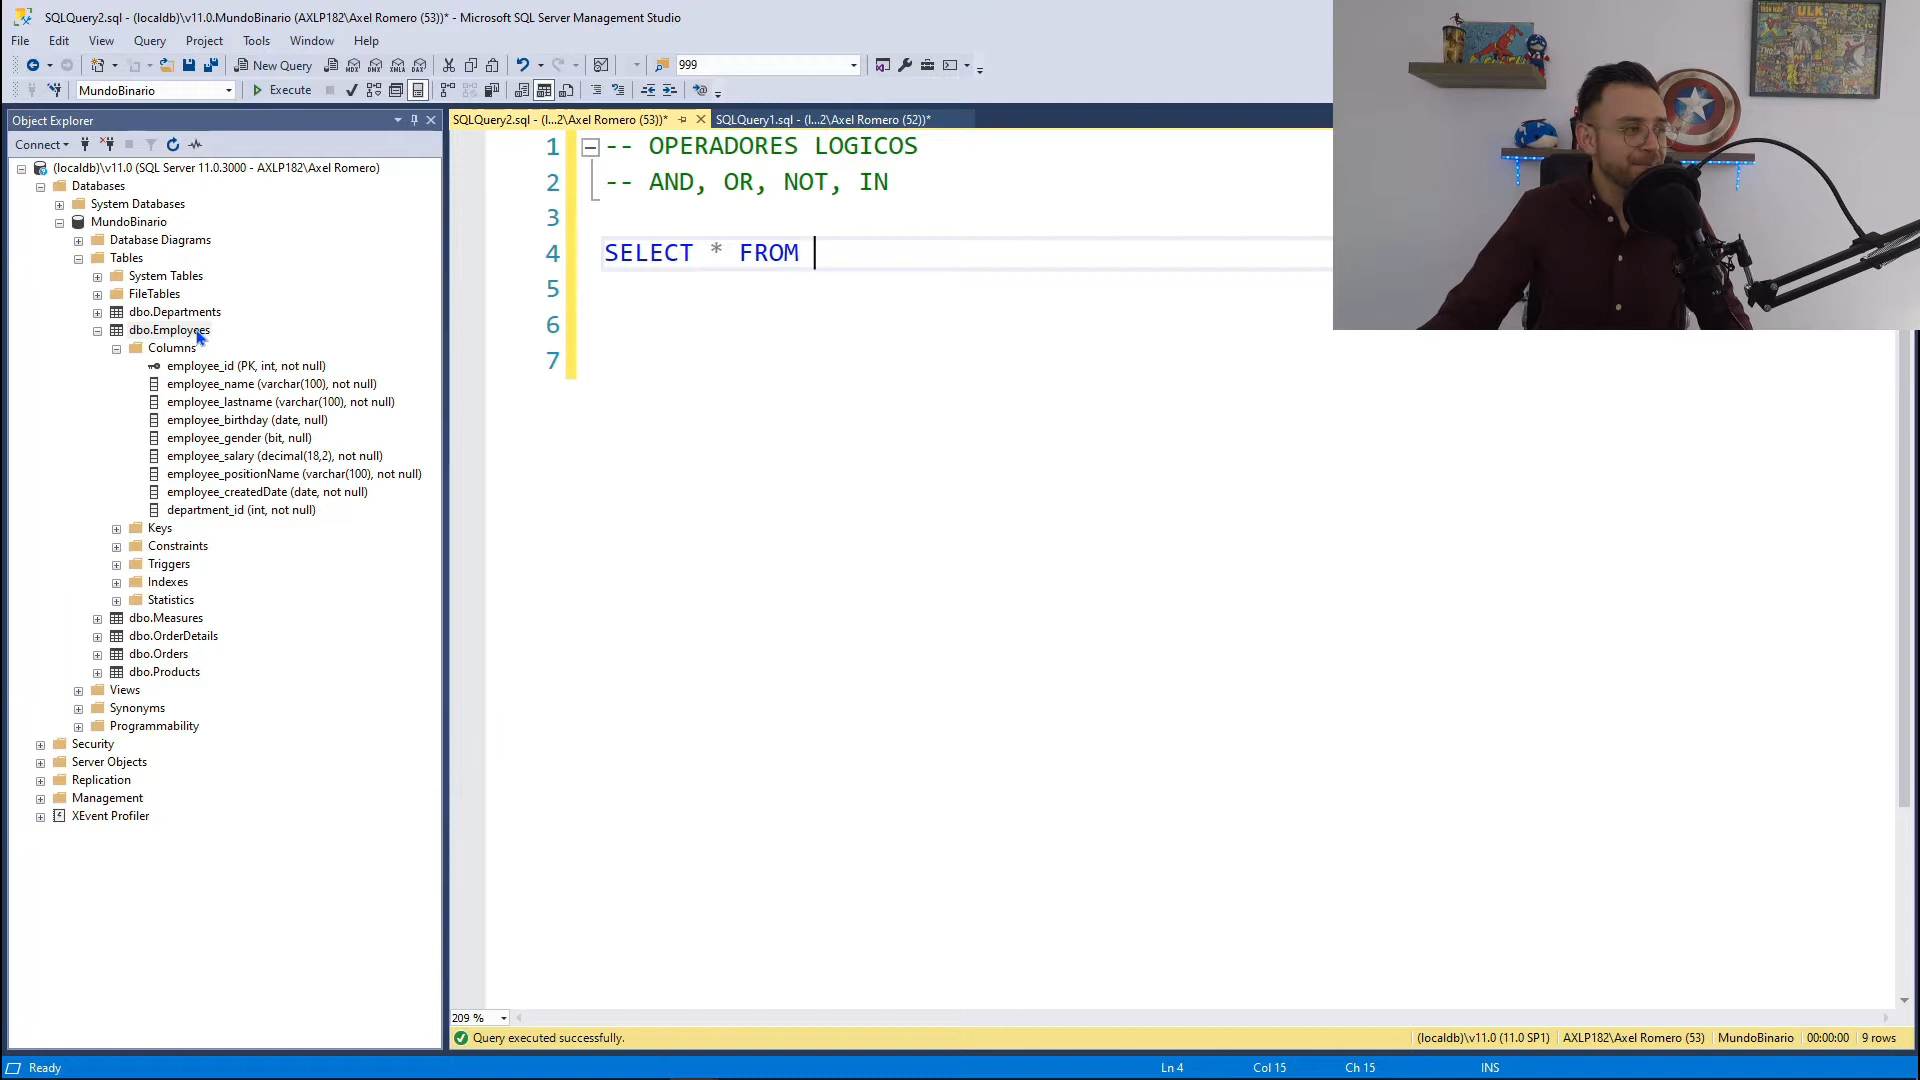 SQLQuery2.sql - (localdb)\v11.0.MundoBinario (AXLP182\Axel Romero (53))* - Microsoft SQL Server Management Studio
File Edit View Query Project Tools Window Help
New Query MDX DMX XMLA DAX 999
MundoBinario Execute
Object Explorer
SQLQuery2.sql - (l...2\Axel Romero (53))* SQLQuery1.sql - (l...2\Axel Romero (52))*
Connect
(localdb)\v11.0 (SQL Server 11.0.3000 - AXLP182\Axel Romero)
Databases
System Databases
MundoBinario
Database Diagrams
Tables
System Tables
FileTables
dbo.Departments
dbo.Employees
Columns
employee_id (PK, int, not null)
employee_name (varchar(100), not null)
employee_lastname (varchar(100), not null)
employee_birthday (date, null)
employee_gender (bit, null)
employee_salary (decimal(18,2), not null)
employee_positionName (varchar(100), not null)
employee_createdDate (date, not null)
department_id (int, not null)
Keys
Constraints
Triggers
Indexes
Statistics
dbo.Measures
dbo.OrderDetails
dbo.Orders
dbo.Products
Views
Synonyms
Programmability
Security
Server Objects
Replication
Management
XEvent Profiler
1 -- OPERADORES LOGICOS
2 -- AND, OR, NOT, IN
3
4 SELECT * FROM
5
6
7
209 %
Query executed successfully. (localdb)\v11.0 (11.0 SP1) AXLP182\Axel Romero (53) MundoBinario 00:00:00 9 rows
Ready Ln 4 Col 15 Ch 15 INS